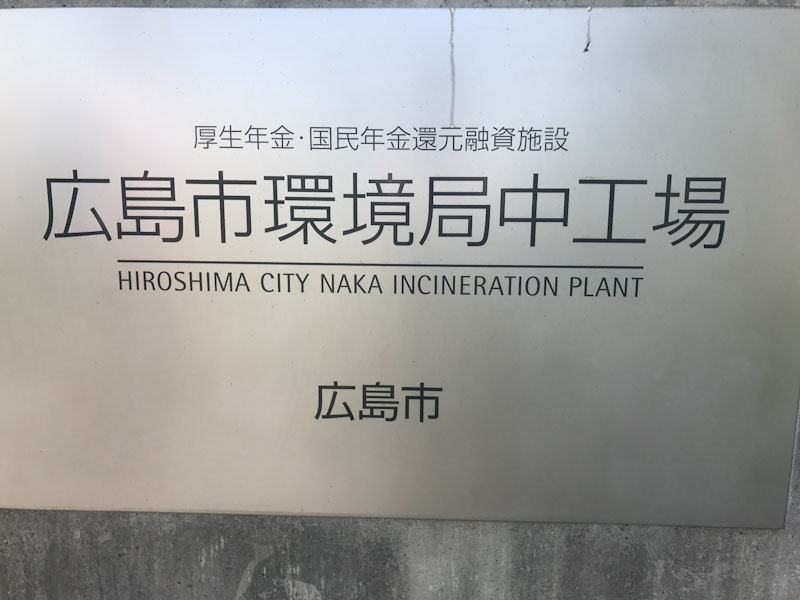 厚生年金・国民年金還元融資施設
広島市環境局中工場
HIROSHIMA CITY NAKA INCINERATION PLANT
広島市